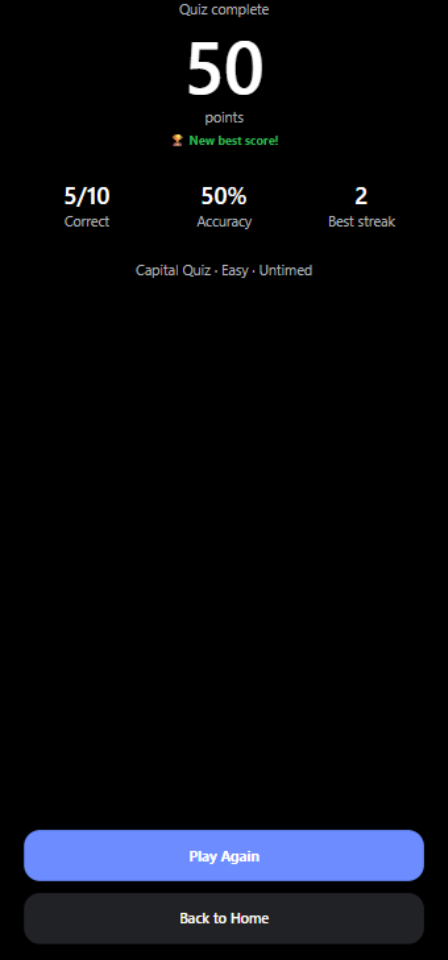 Quiz complete
50
points
🏆 New best score!
5/10 50% 2
Correct Accuracy Best streak
Capital Quiz · Easy · Untimed
Play Again
Back to Home